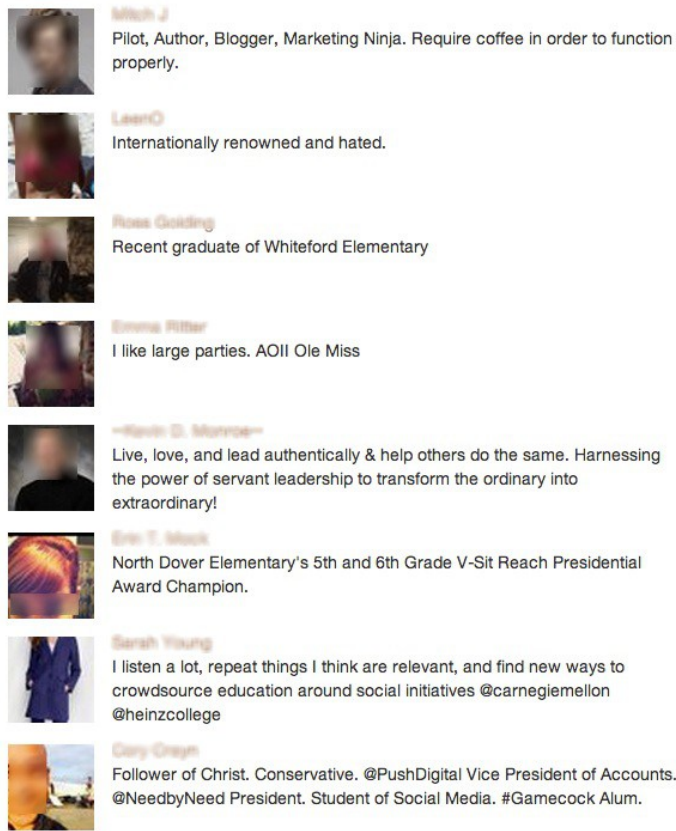 Pilot, Author, Blogger, Marketing Ninja. Require coffee in order to function
properly.
Internationally renowned and hated.
Recent graduate of Whiteford Elementary
I like large parties. AOII Ole Miss
Live, love, and lead authentically & help others do the same. Harnessing
the power of servant leadership to transform the ordinary into
extraordinary!
North Dover Elementary's 5th and 6th Grade V-Sit Reach Presidential
Award Champion.
I listen a lot, repeat things I think are relevant, and find new ways to
crowdsource education around social initiatives @carnegiemellon
@heinzcollege
Follower of Christ. Conservative. @PushDigital Vice President of Accounts.
@NeedbyNeed President. Student of Social Media. #Gamecock Alum.